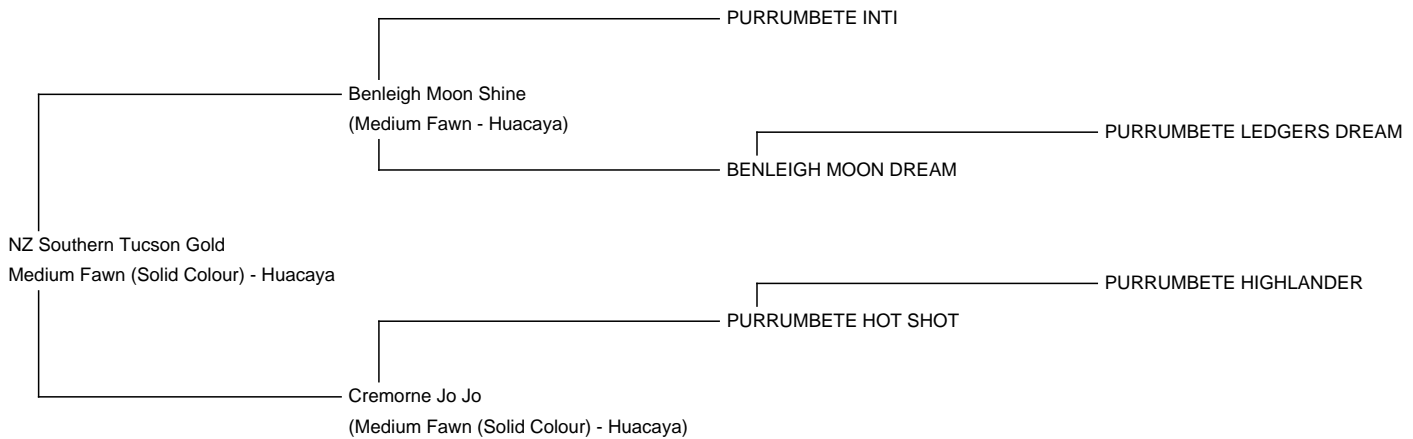 PURRUMBETE INTI
Benleigh Moon Shine
(Medium Fawn - Huacaya)
PURRUMBETE LEDGERS DREAM
BENLEIGH MOON DREAM
NZ Southern Tucson Gold
Medium Fawn (Solid Colour) - Huacaya
PURRUMBETE HIGHLANDER
PURRUMBETE HOT SHOT
Cremorne Jo Jo
(Medium Fawn (Solid Colour) - Huacaya)